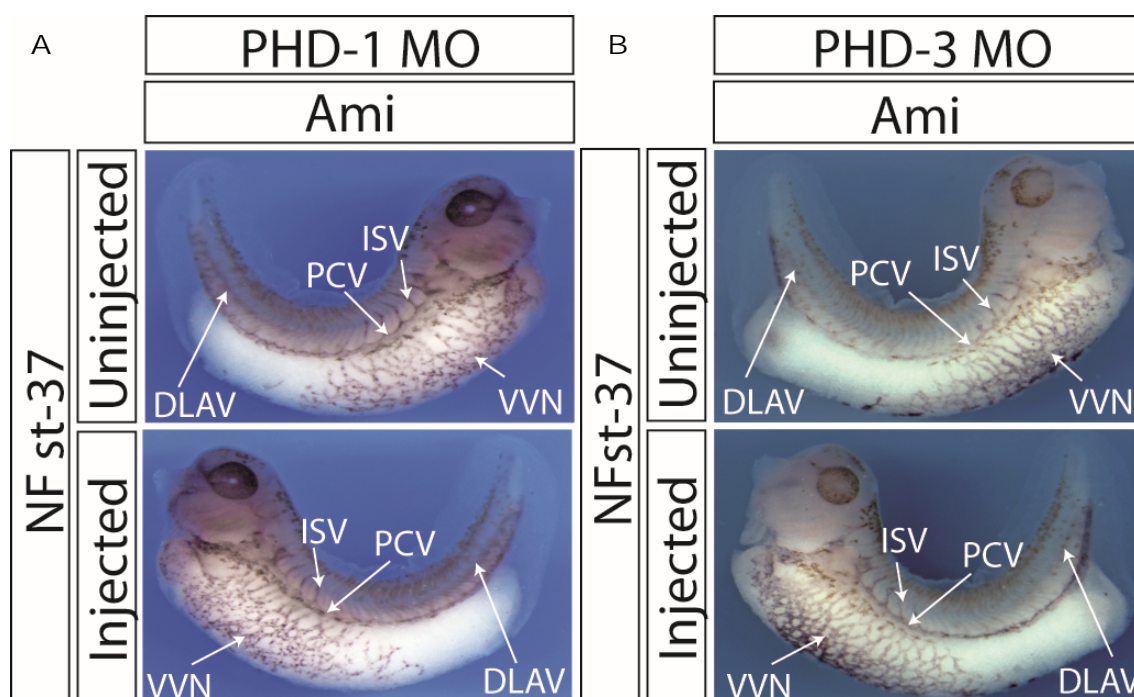 A
PHD-1 MO
Ami
NF st-37
Uninjected
ISV
PCV
DLAV
VVN
Injected
ISV
PCV
VVN
DLAV
B
PHD-3 MO
Ami
NFst-37
Uninjected
ISV
PCV
DLAV
VVN
Injected
ISV
PCV
VVN
DLAV